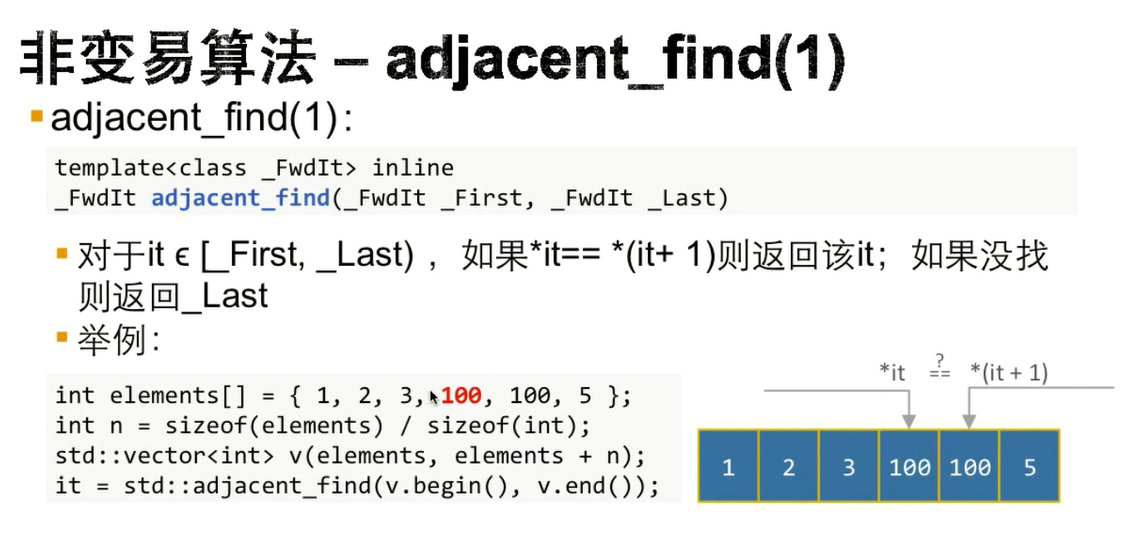 非变易算法 – adjacent_find(1)
▪adjacent_find(1):
template<class _FwdIt> inline
_FwdIt adjacent_find(_FwdIt _First, _FwdIt _Last)
▪对于it ϵ [_First, _Last) ， 如果*it== *(it+ 1)则返回该it；如果没找
则返回_Last
▪举例：
int elements[] = { 1, 2, 3, 100, 100, 5 };
int n = sizeof(elements) / sizeof(int);
std::vector<int> v(elements, elements + n);
it = std::adjacent_find(v.begin(), v.end());
?
*it == *(it + 1)
1 2 3 100 100 5